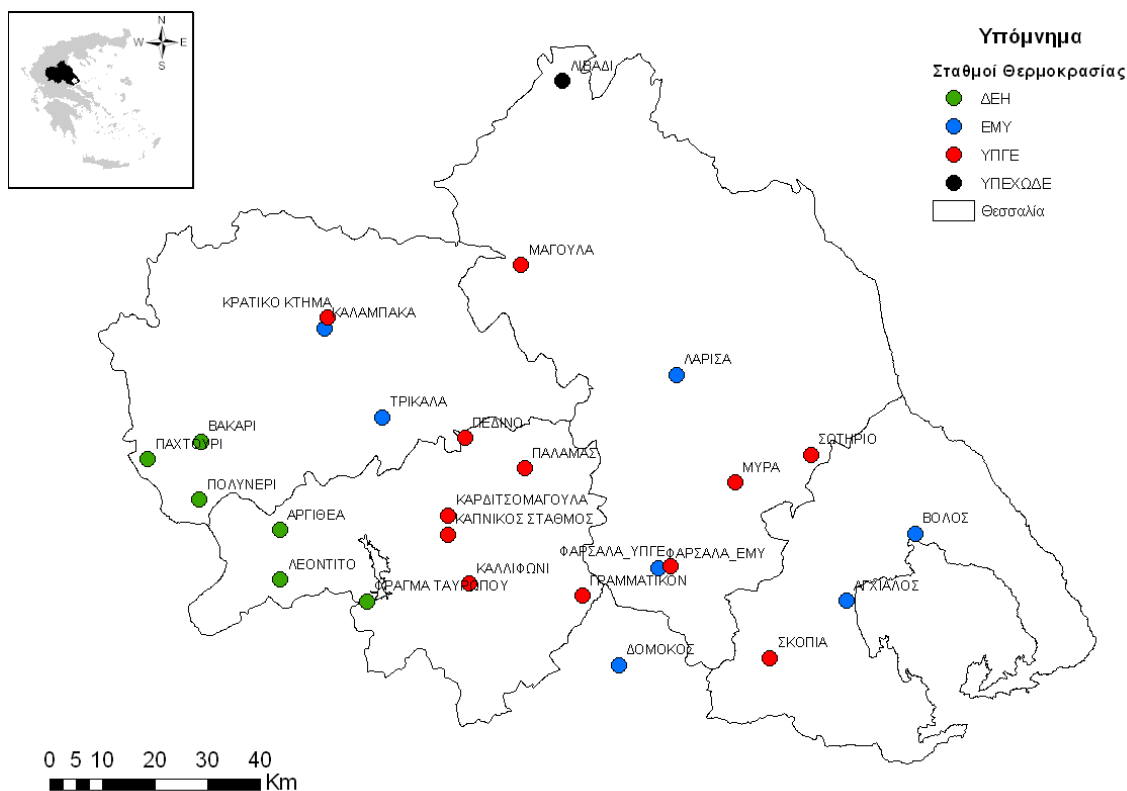 N
W E
S
Υπόμνημα
Σταθμοί Θερμοκρασίας
ΔΕΗ
ΕΜΥ
ΥΠΓΕ
ΥΠΕΧΩΔΕ
Θεσσαλία
ΛΙΒΑΔΙ
ΜΑΓΟΥΛΑ
ΚΡΑΤΙΚΟ ΚΤΗΜΑ
ΚΑΛΑΜΠΑΚΑ
ΛΑΡΙΣΑ
ΤΡΙΚΑΛΑ
ΠΕΔΙΝΟ
ΒΑΚΑΡΙ
ΠΑΧΤΟΥΡΙ
ΣΩΤΗΡΙΟ
ΠΑΛΑΜΑΣ
ΜΥΡΑ
ΠΟΛΥΝΕΡΙ
ΚΑΡΔΙΤΣΟΜΑΓΟΥΛΑ
ΑΡΓΙΘΕΑ
ΚΑΠΝΙΚΟΣ ΣΤΑΘΜΟΣ
ΒΟΛΟΣ
ΦΑΡΣΑΛΑ_ΥΠΓΕ
ΦΑΡΣΑΛΑ_ΕΜΥ
ΛΕΟΝΤΙΤΟ
ΚΑΛΛΙΦΩΝΙ
ΓΡΑΜΜΑΤΙΚΟΝ
ΦΡΑΓΜΑ ΤΑΥΡΩΠΟΥ
ΑΓΧΙΑΛΟΣ
ΔΟΜΟΚΟΣ
ΣΚΟΠΙΑ
0 5 10 20 30 40
Km